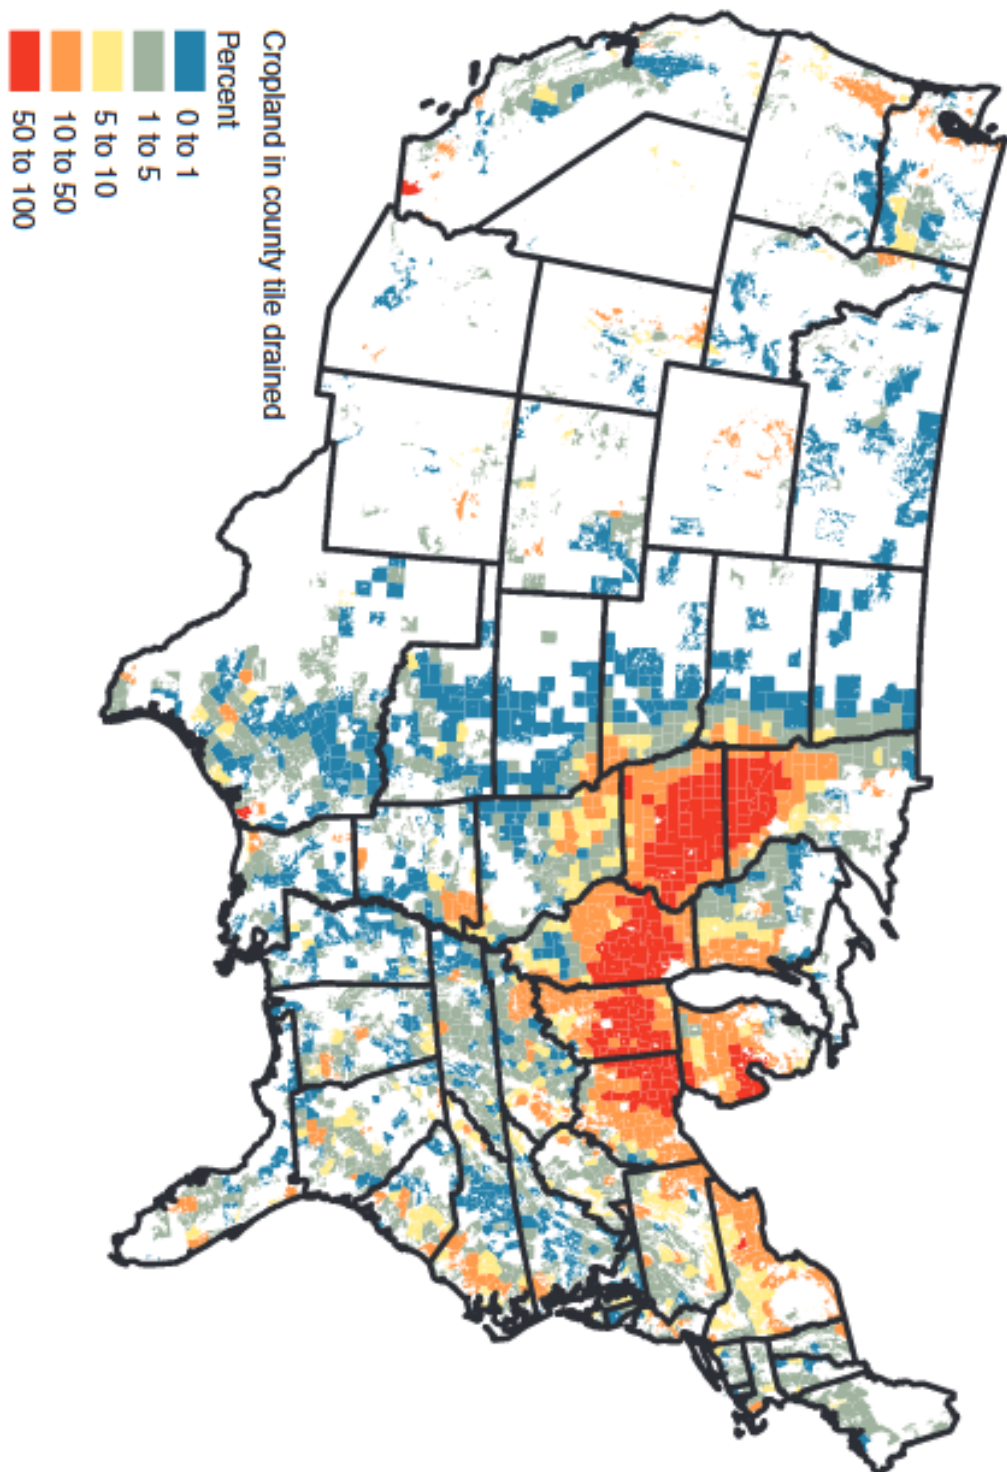 Cropland in county tile drained
Percent
0 to 1
1 to 5
5 to 10
10 to 50
50 to 100